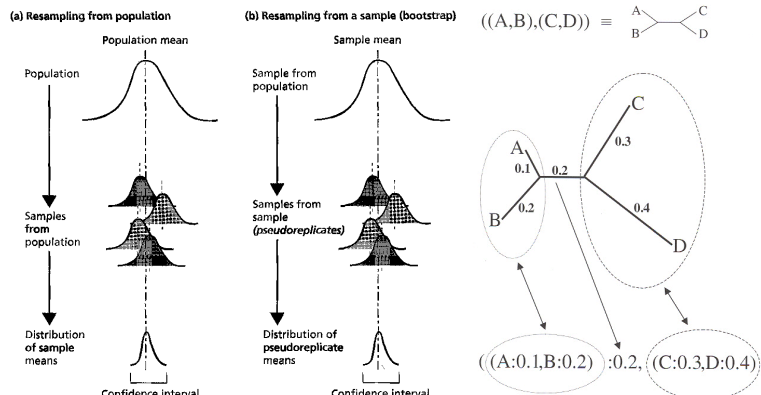 (a) Resampling from population
Population mean
Population
Samples
from
population
Distribution
of sample
means
Confidence interval
(b) Resampling from a sample (bootstrap)
Sample mean
Sample from
population
Samples from
sample
(pseudoreplicates)
Distribution of
pseudoreplicate
means
Confidence interval
((A,B),(C,D)) ≡
A
B
C
D
A
B
C
D
0.1
0.2
0.2
0.3
0.4
((A:0.1,B:0.2) :0.2, (C:0.3,D:0.4)